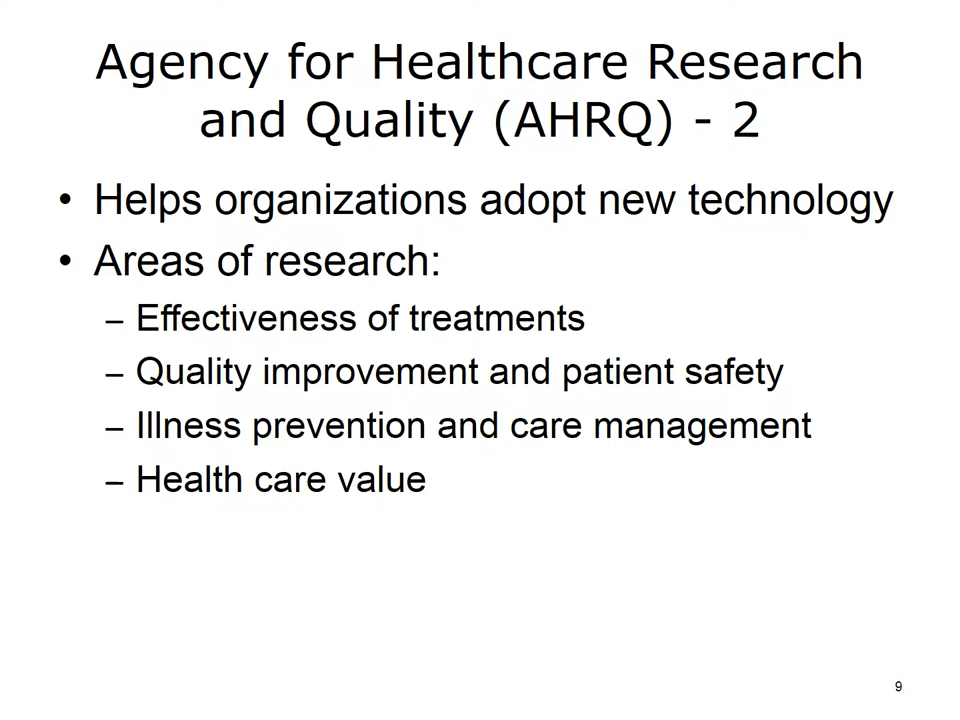 Agency for Healthcare Research
and Quality (AHRQ) - 2
• Helps organizations adopt new technology
• Areas of research:
– Effectiveness of treatments
– Quality improvement and patient safety
– Illness prevention and care management
– Health care value
9